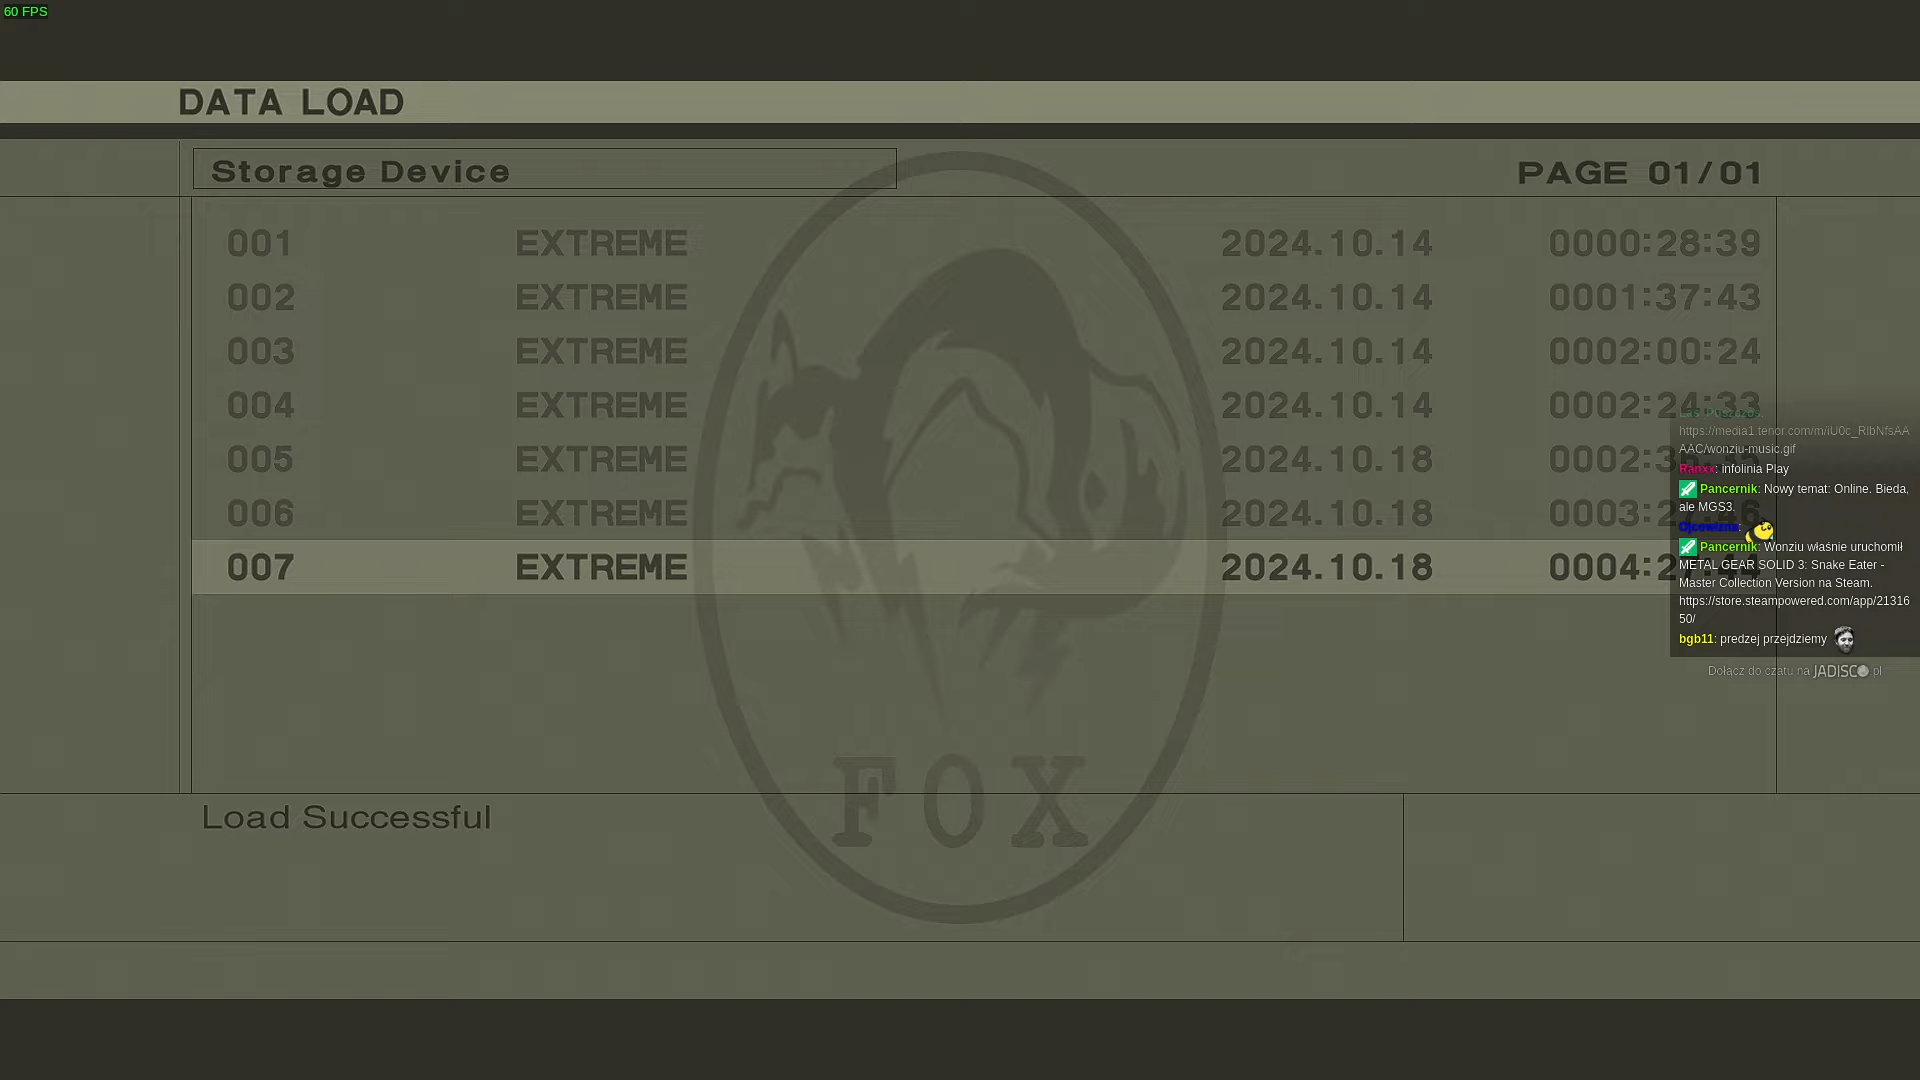 60 FPS
DATA LOAD
Storage Device
PAGE 01/01
001 EXTREME 2024.10.14 0000:28:39
002 EXTREME 2024.10.14 0001:37:43
003 EXTREME 2024.10.14 0002:00:24
004 EXTREME 2024.10.14 0002:24:33
005 EXTREME 2024.10.18
006 EXTREME 2024.10.18
007 EXTREME 2024.10.18
https://media1.tenor.com/m/iU0c_RlbNfsAA
AAC/wonziu-music.gif
Ranxx: infolinia Play
Pancernik: Nowy temat: Online. Bieda,
ale MGS3.
Ojcowizna:
Pancernik: Wonziu właśnie uruchomił
METAL GEAR SOLID 3: Snake Eater -
Master Collection Version na Steam.
https://store.steampowered.com/app/21316
50/
bgb11: predzej przejdziemy
Dołącz do czatu na JADISCO.pl
FOX
Load Successful